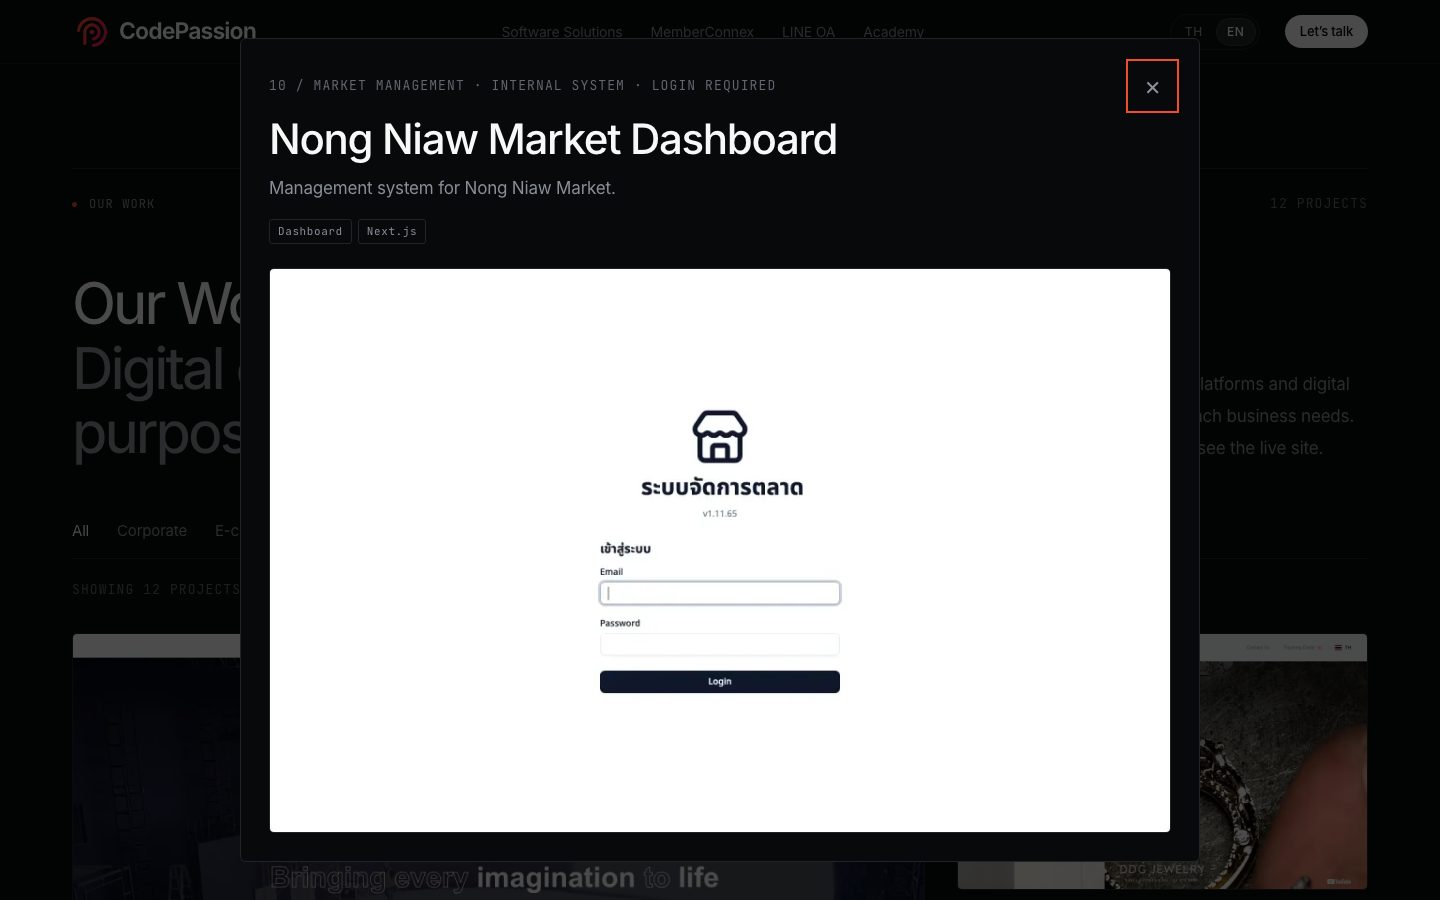 CodePassion
Software Solutions
MemberConnex
LINE OA
Academy
TH
EN
Let's talk
10 / MARKET MANAGEMENT · INTERNAL SYSTEM · LOGIN REQUIRED
×
Nong Niaw Market Dashboard
Management system for Nong Niaw Market.
Dashboard
Next.js
OUR WORK
12 PROJECTS
Our Wo
Digital
purpos
latforms and digital
ach business needs.
see the live site.
All
Corporate
E-c
SHOWING 12 PROJECTS
ระบบจัดการตลาด
v1.11.65
เข้าสู่ระบบ
Email
Password
Login
TH
DDG JEWELRY
Bringing every imagination to life